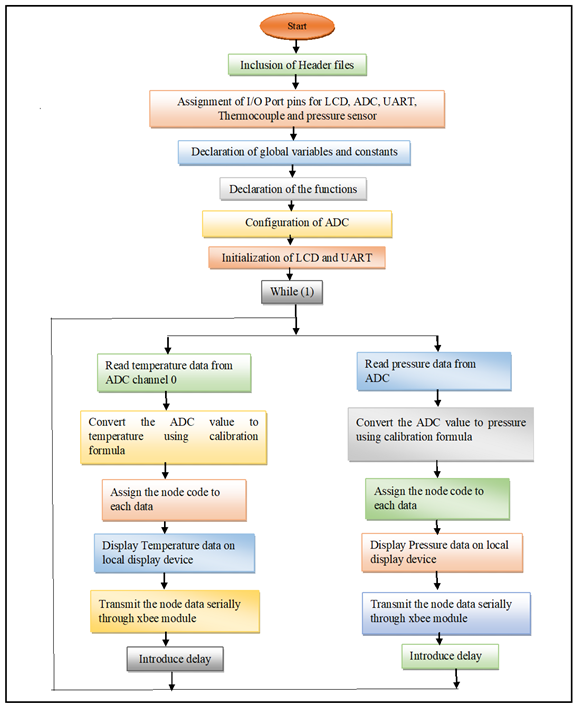 Start
Inclusion of Header files
Assignment of I/O Port pins for LCD, ADC, UART,
Thermocouple and pressure sensor
Declaration of global variables and constants
Declaration of the functions
Configuration of ADC
Initialization of LCD and UART
While (1)
Read temperature data from
ADC channel 0
Convert the ADC value to
temperature using calibration
formula
Assign the node code to
each data
Display Temperature data on
local display device
Transmit the node data serially
through xbee module
Introduce delay
Read pressure data from
ADC
Convert the ADC value to pressure
using calibration formula
Assign the node code to
each data
Display Pressure data on local
display device
Transmit the node data serially
through xbee module
Introduce delay